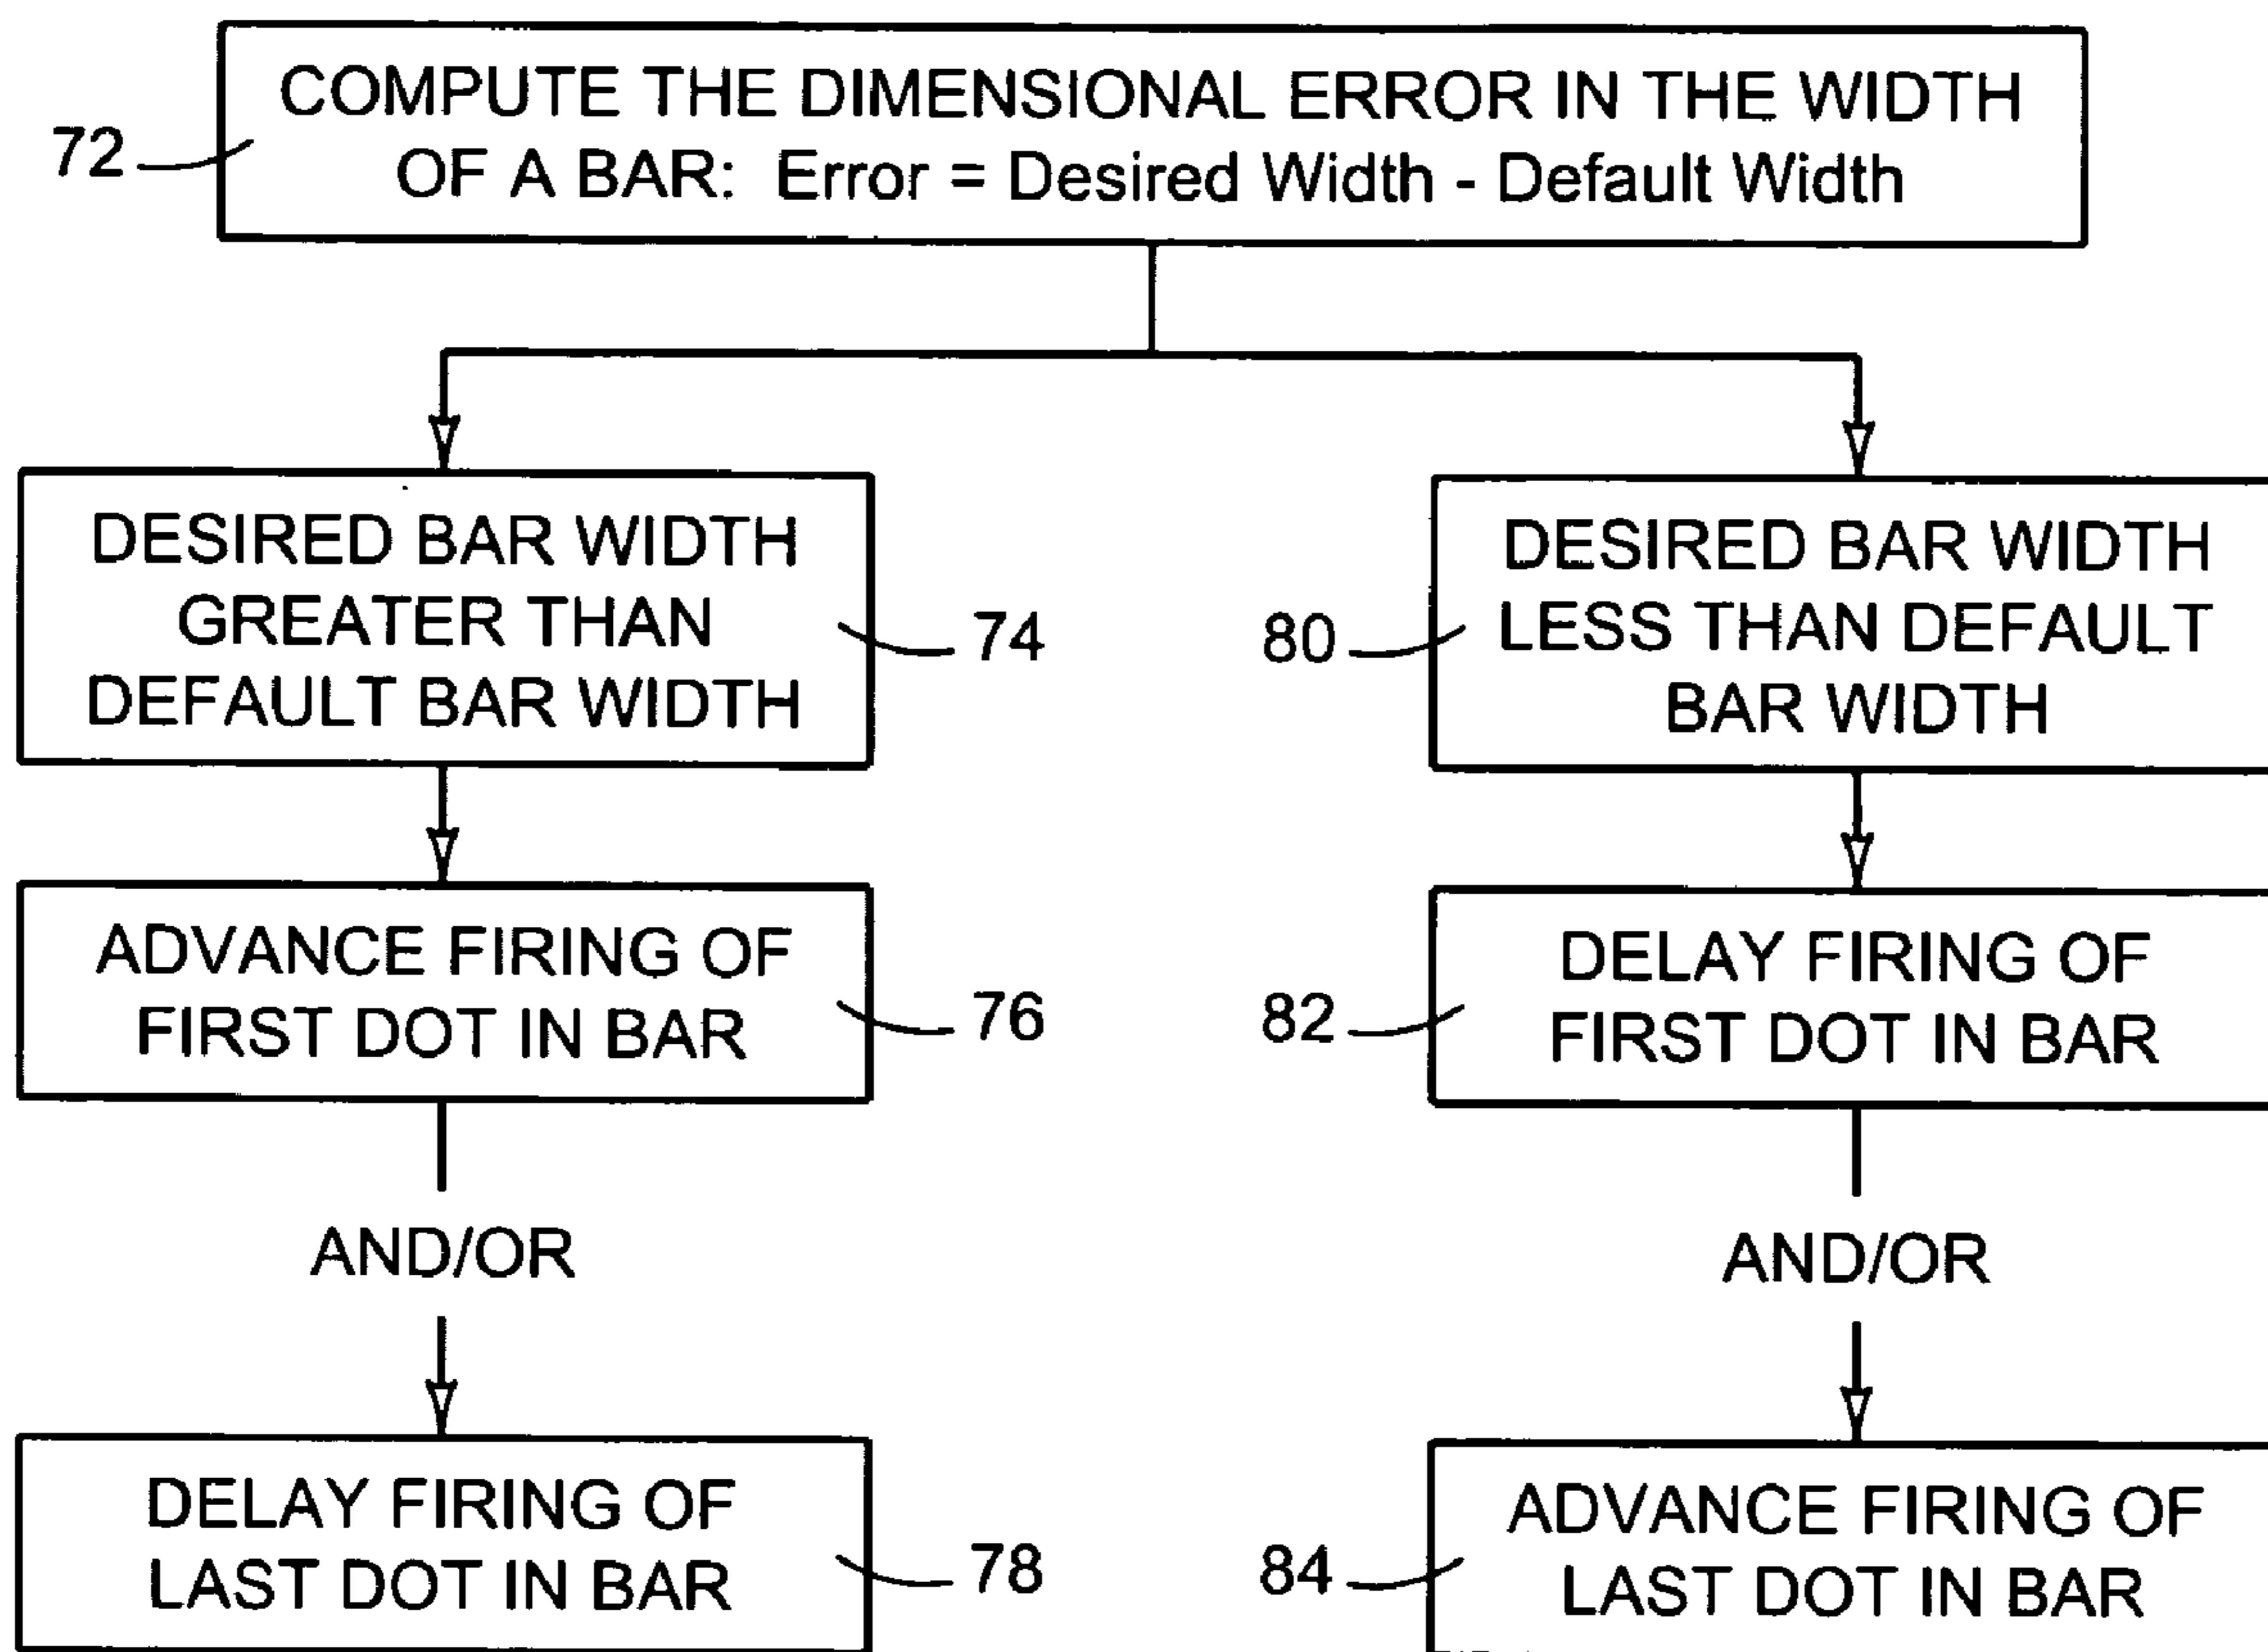 COMPUTE THE DIMENSIONAL ERROR IN THE WIDTH
72
OF A BAR: Error = Desired Width - Default Width
DESIRED BAR WIDTH
GREATER THAN
DEFAULT BAR WIDTH
74
80
DESIRED BAR WIDTH
LESS THAN DEFAULT
BAR WIDTH
ADVANCE FIRING OF
FIRST DOT IN BAR
76
82
DELAY FIRING OF
FIRST DOT IN BAR
AND/OR
AND/OR
DELAY FIRING OF
LAST DOT IN BAR
78
84
ADVANCE FIRING OF
LAST DOT IN BAR